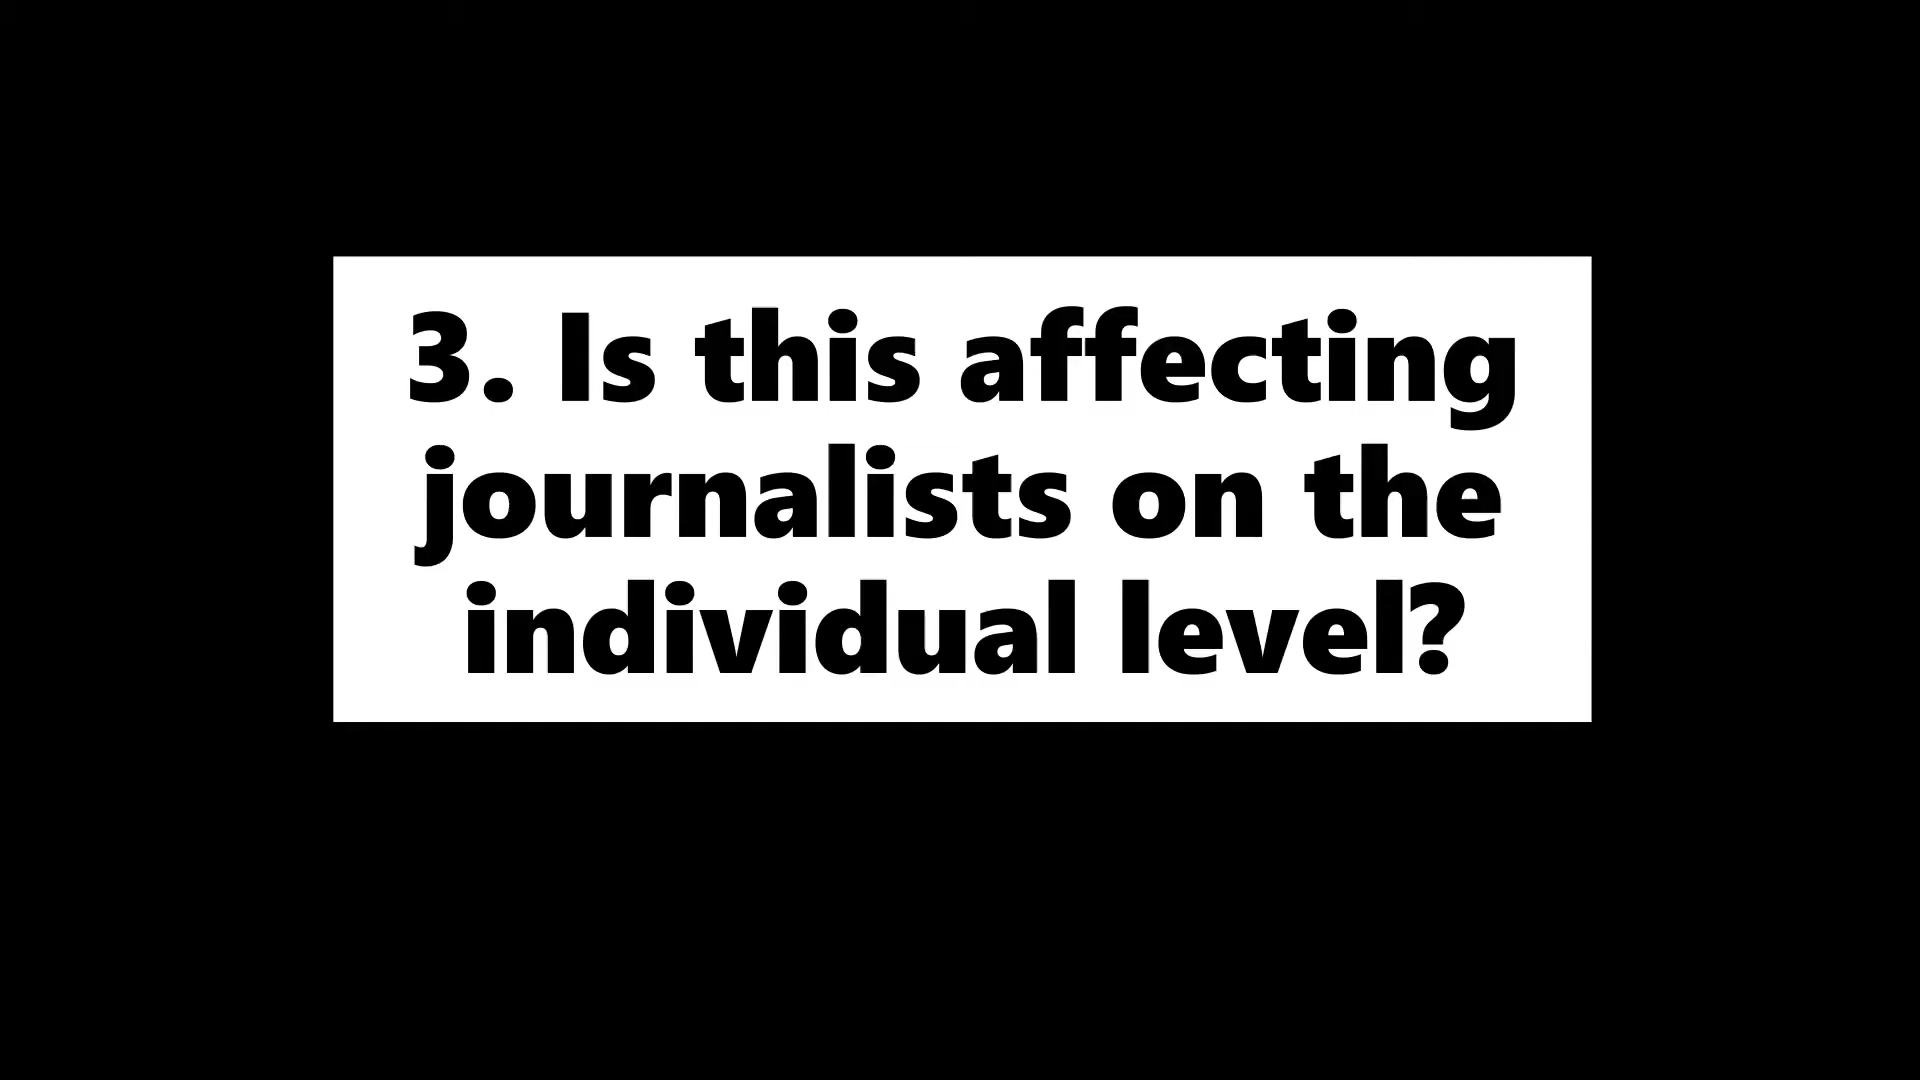 3. Is this affecting
journalists on the
individual level?